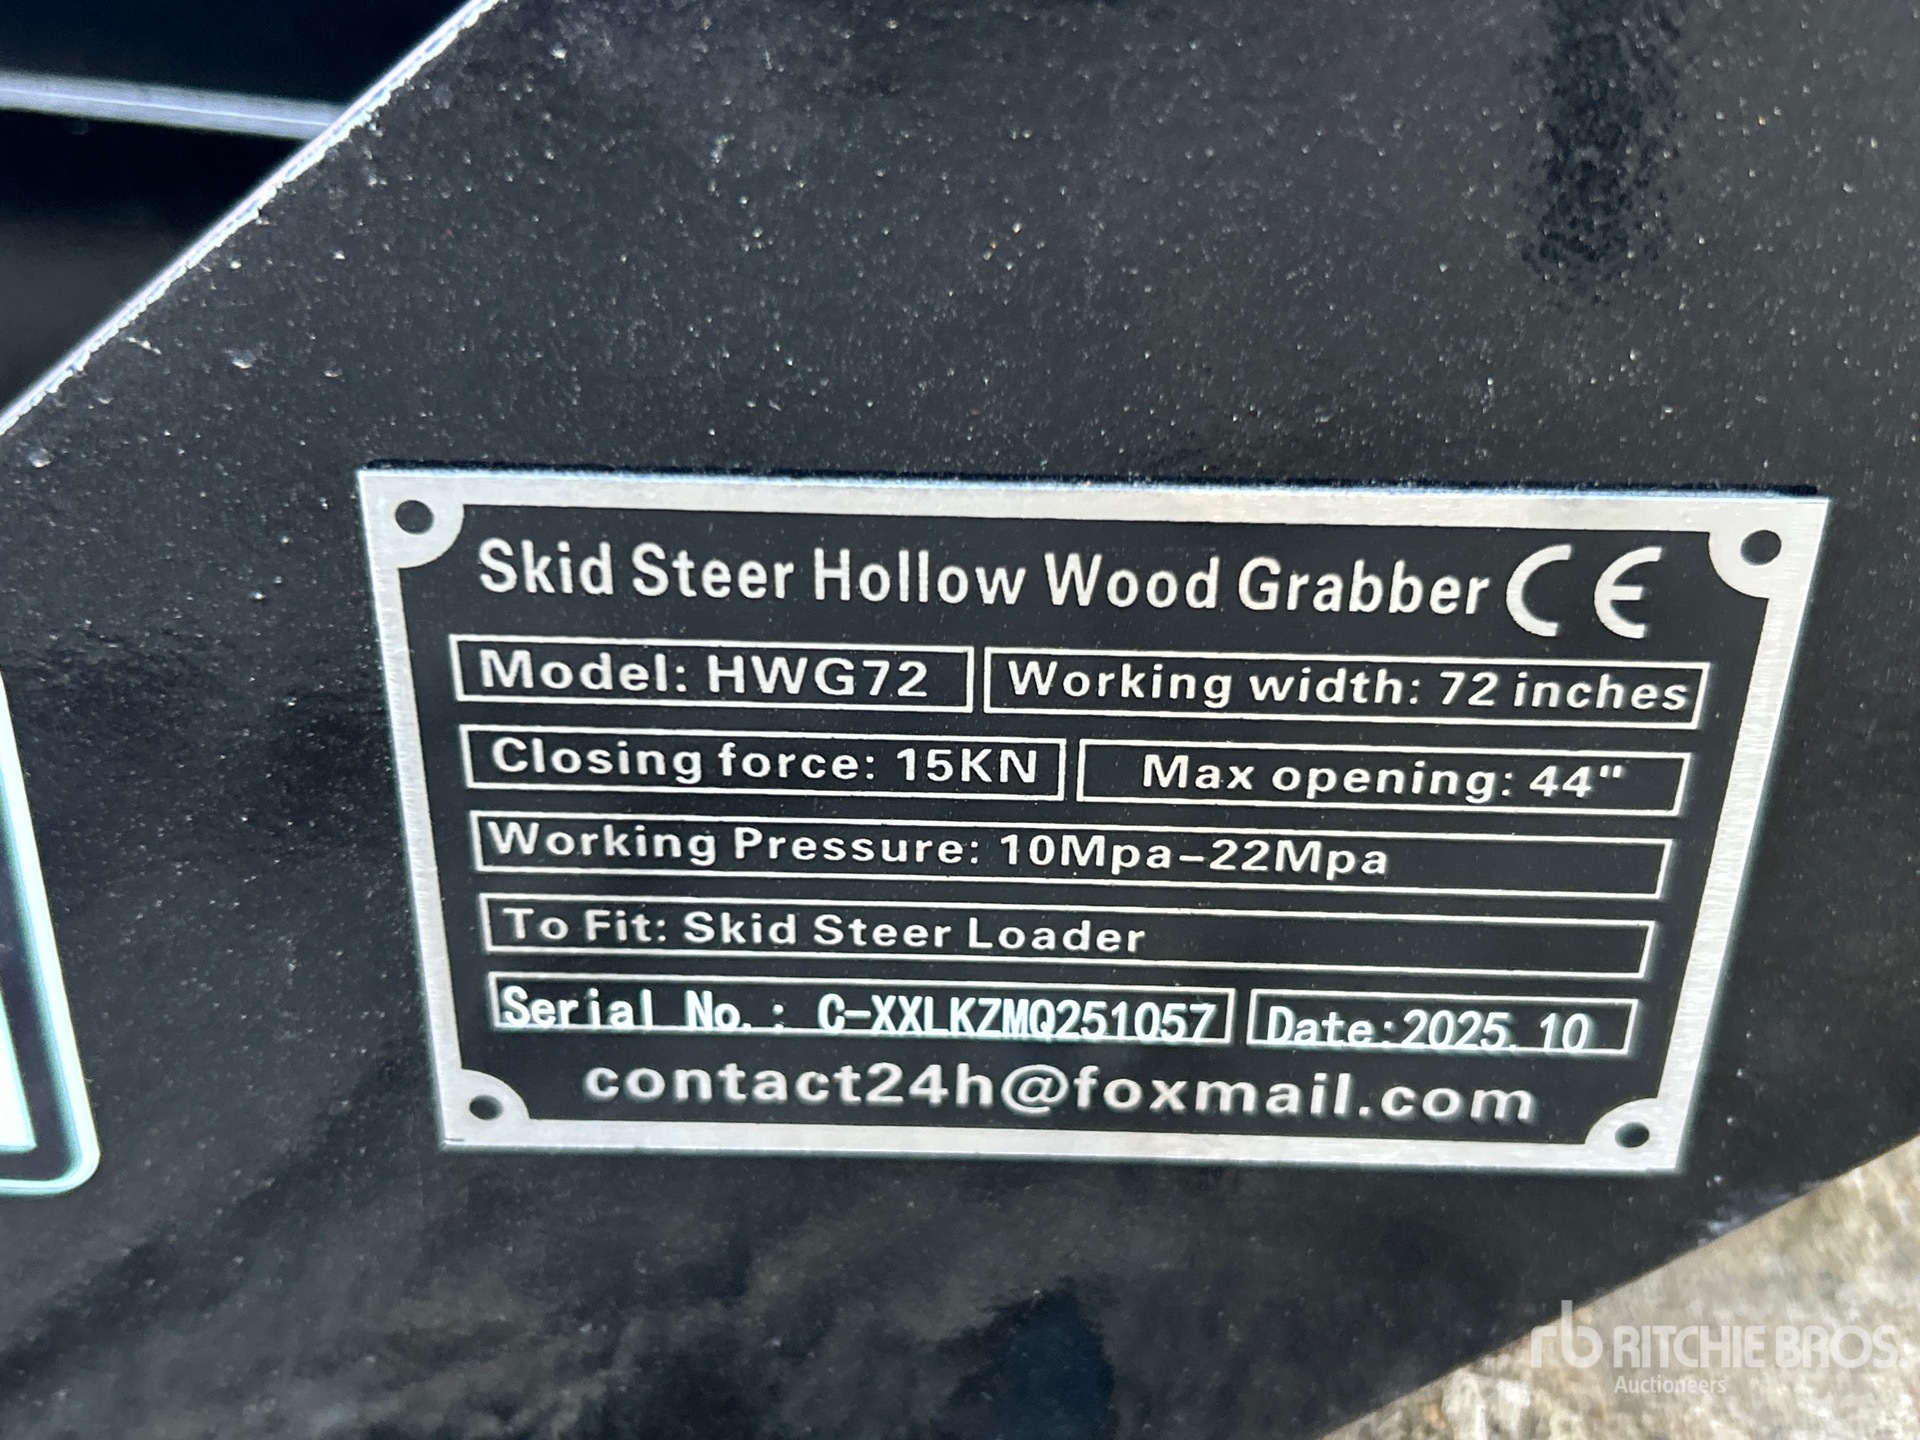 Skid Steer Hollow Wood Grabber CE
Model: HWG72 Working width: 72 inches
Closing force: 15KN Max opening: 44"
Working Pressure: 10Mpa-22Mpa
To Fit: Skid Steer Loader
Serial No.: C-XXLKZMQ251057 Date:2025.10
contact24h@foxmail.com
rb RITCHIE BROS.
Auctioneers